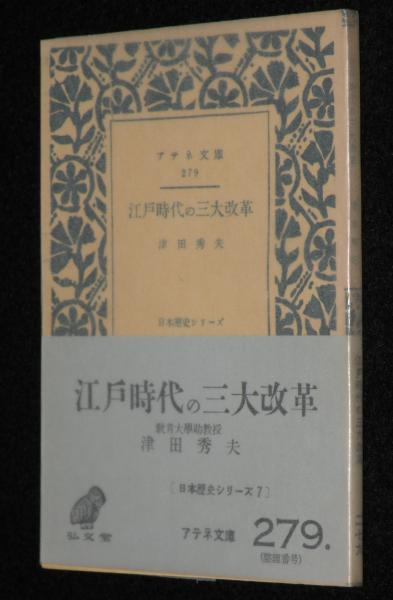 アテネ文庫
279
江戸時代の三大改革
津田秀夫
日本歴史シリーズ
江戸時代の三大改革
教育大學助教授
津田秀夫
〔日本歴史シリーズ7〕
弘文堂
アテネ文庫
279.
(整理番号)
二七九